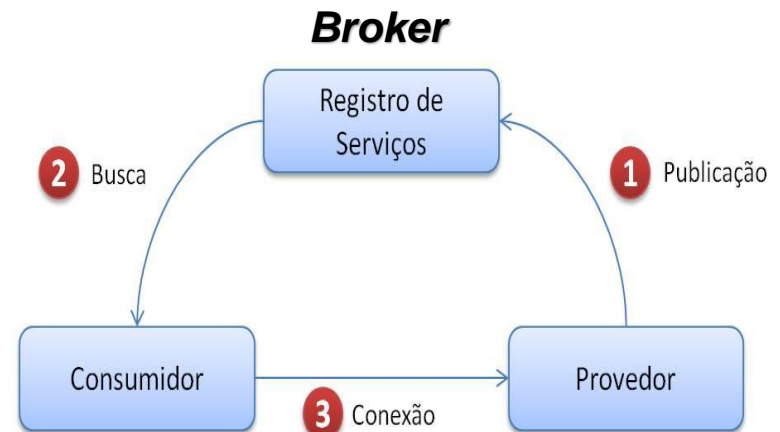 Broker
Registro de
Serviços
2 Busca
1 Publicação
Consumidor
Provedor
3 Conexão